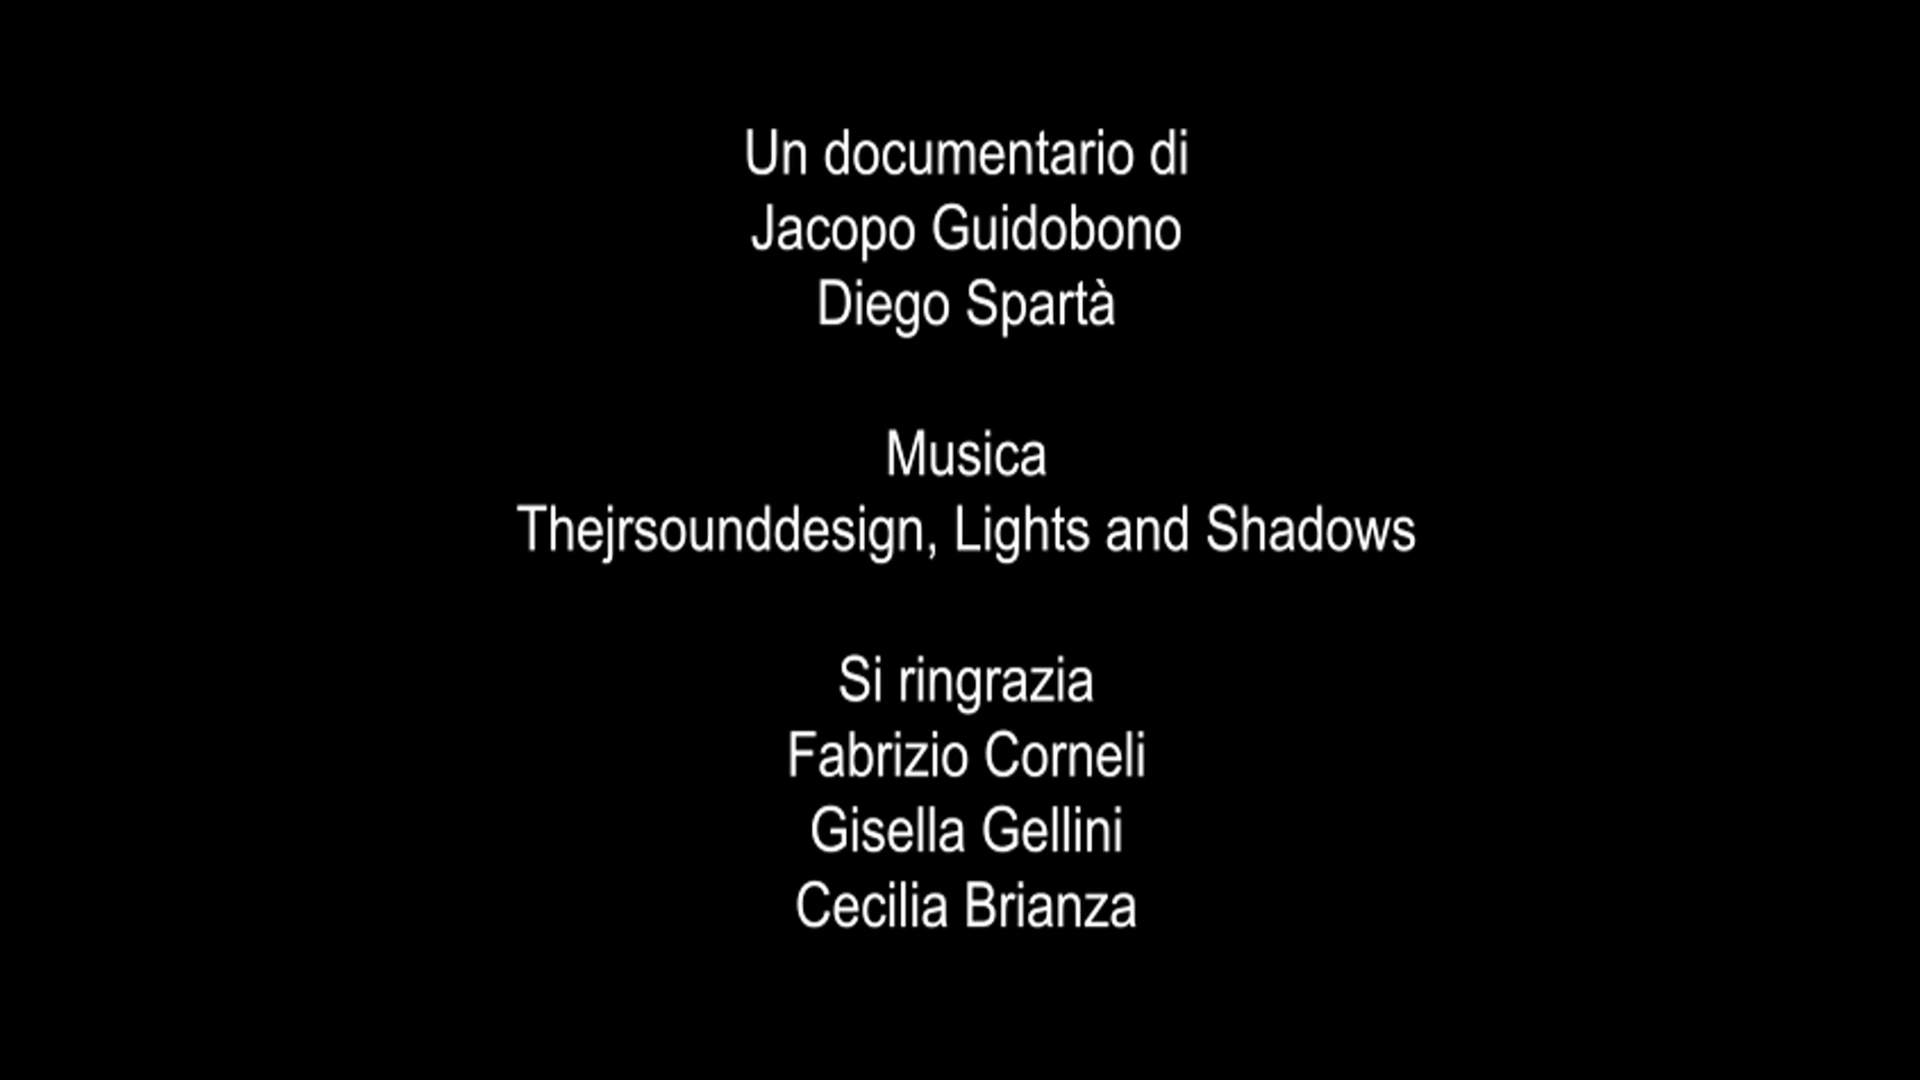 Un documentario di
Jacopo Guidobono
Diego Spartà
Musica
Thejrsounddesign, Lights and Shadows
Si ringrazia
Fabrizio Corneli
Gisella Gellini
Cecilia Brianza